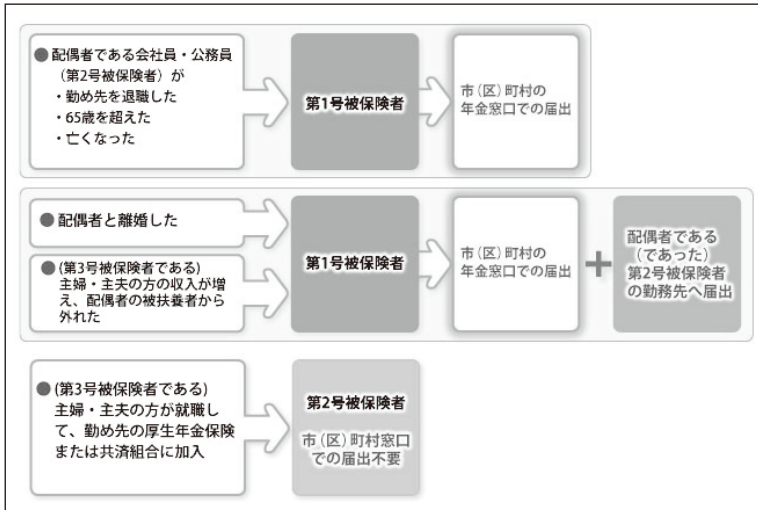 ●配偶者である会社員・公務員
(第2号被保険者)が
・勤め先を退職した
・65歳を超えた
・亡くなった
第1号被保険者
市(区)町村の
年金窓口での届出
●配偶者と離婚した
●(第3号被保険者である)
主婦・主夫の方の収入が増
え、配偶者の被扶養者から
外れた
第1号被保険者
市(区)町村の
年金窓口での届出
+
配偶者である
(であった)
第2号被保険者
の勤務先へ届出
●(第3号被保険者である)
主婦・主夫の方が就職し
て、勤め先の厚生年金保険
または共済組合に加入
第2号被保険者
市(区)町村窓口
での届出不要